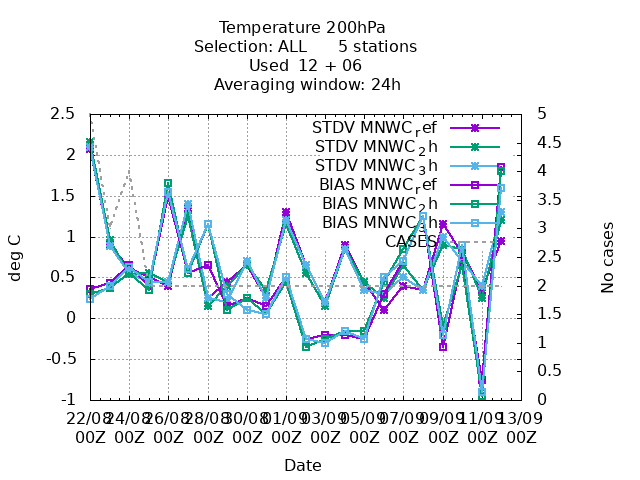 Temperature 200hPa
Selection: ALL      5 stations
Used  12 + 06
Averaging window: 24h
2.5
2
1.5
1
0.5
0
-0.5
-1
deg C
5
4.5
4
3.5
3
2.5
2
1.5
1
0.5
0
No cases
STDV MNWC_ref
STDV MNWC_2h
STDV MNWC_3h
BIAS MNWC_ref
BIAS MNWC_2h
BIAS MNWC_3h
CASES
22/08 24/08 26/08 28/08 30/08 01/09 03/09 05/09 07/09 09/09 11/09 13/09
00Z 00Z 00Z 00Z 00Z 00Z 00Z 00Z 00Z 00Z 00Z 00Z
Date